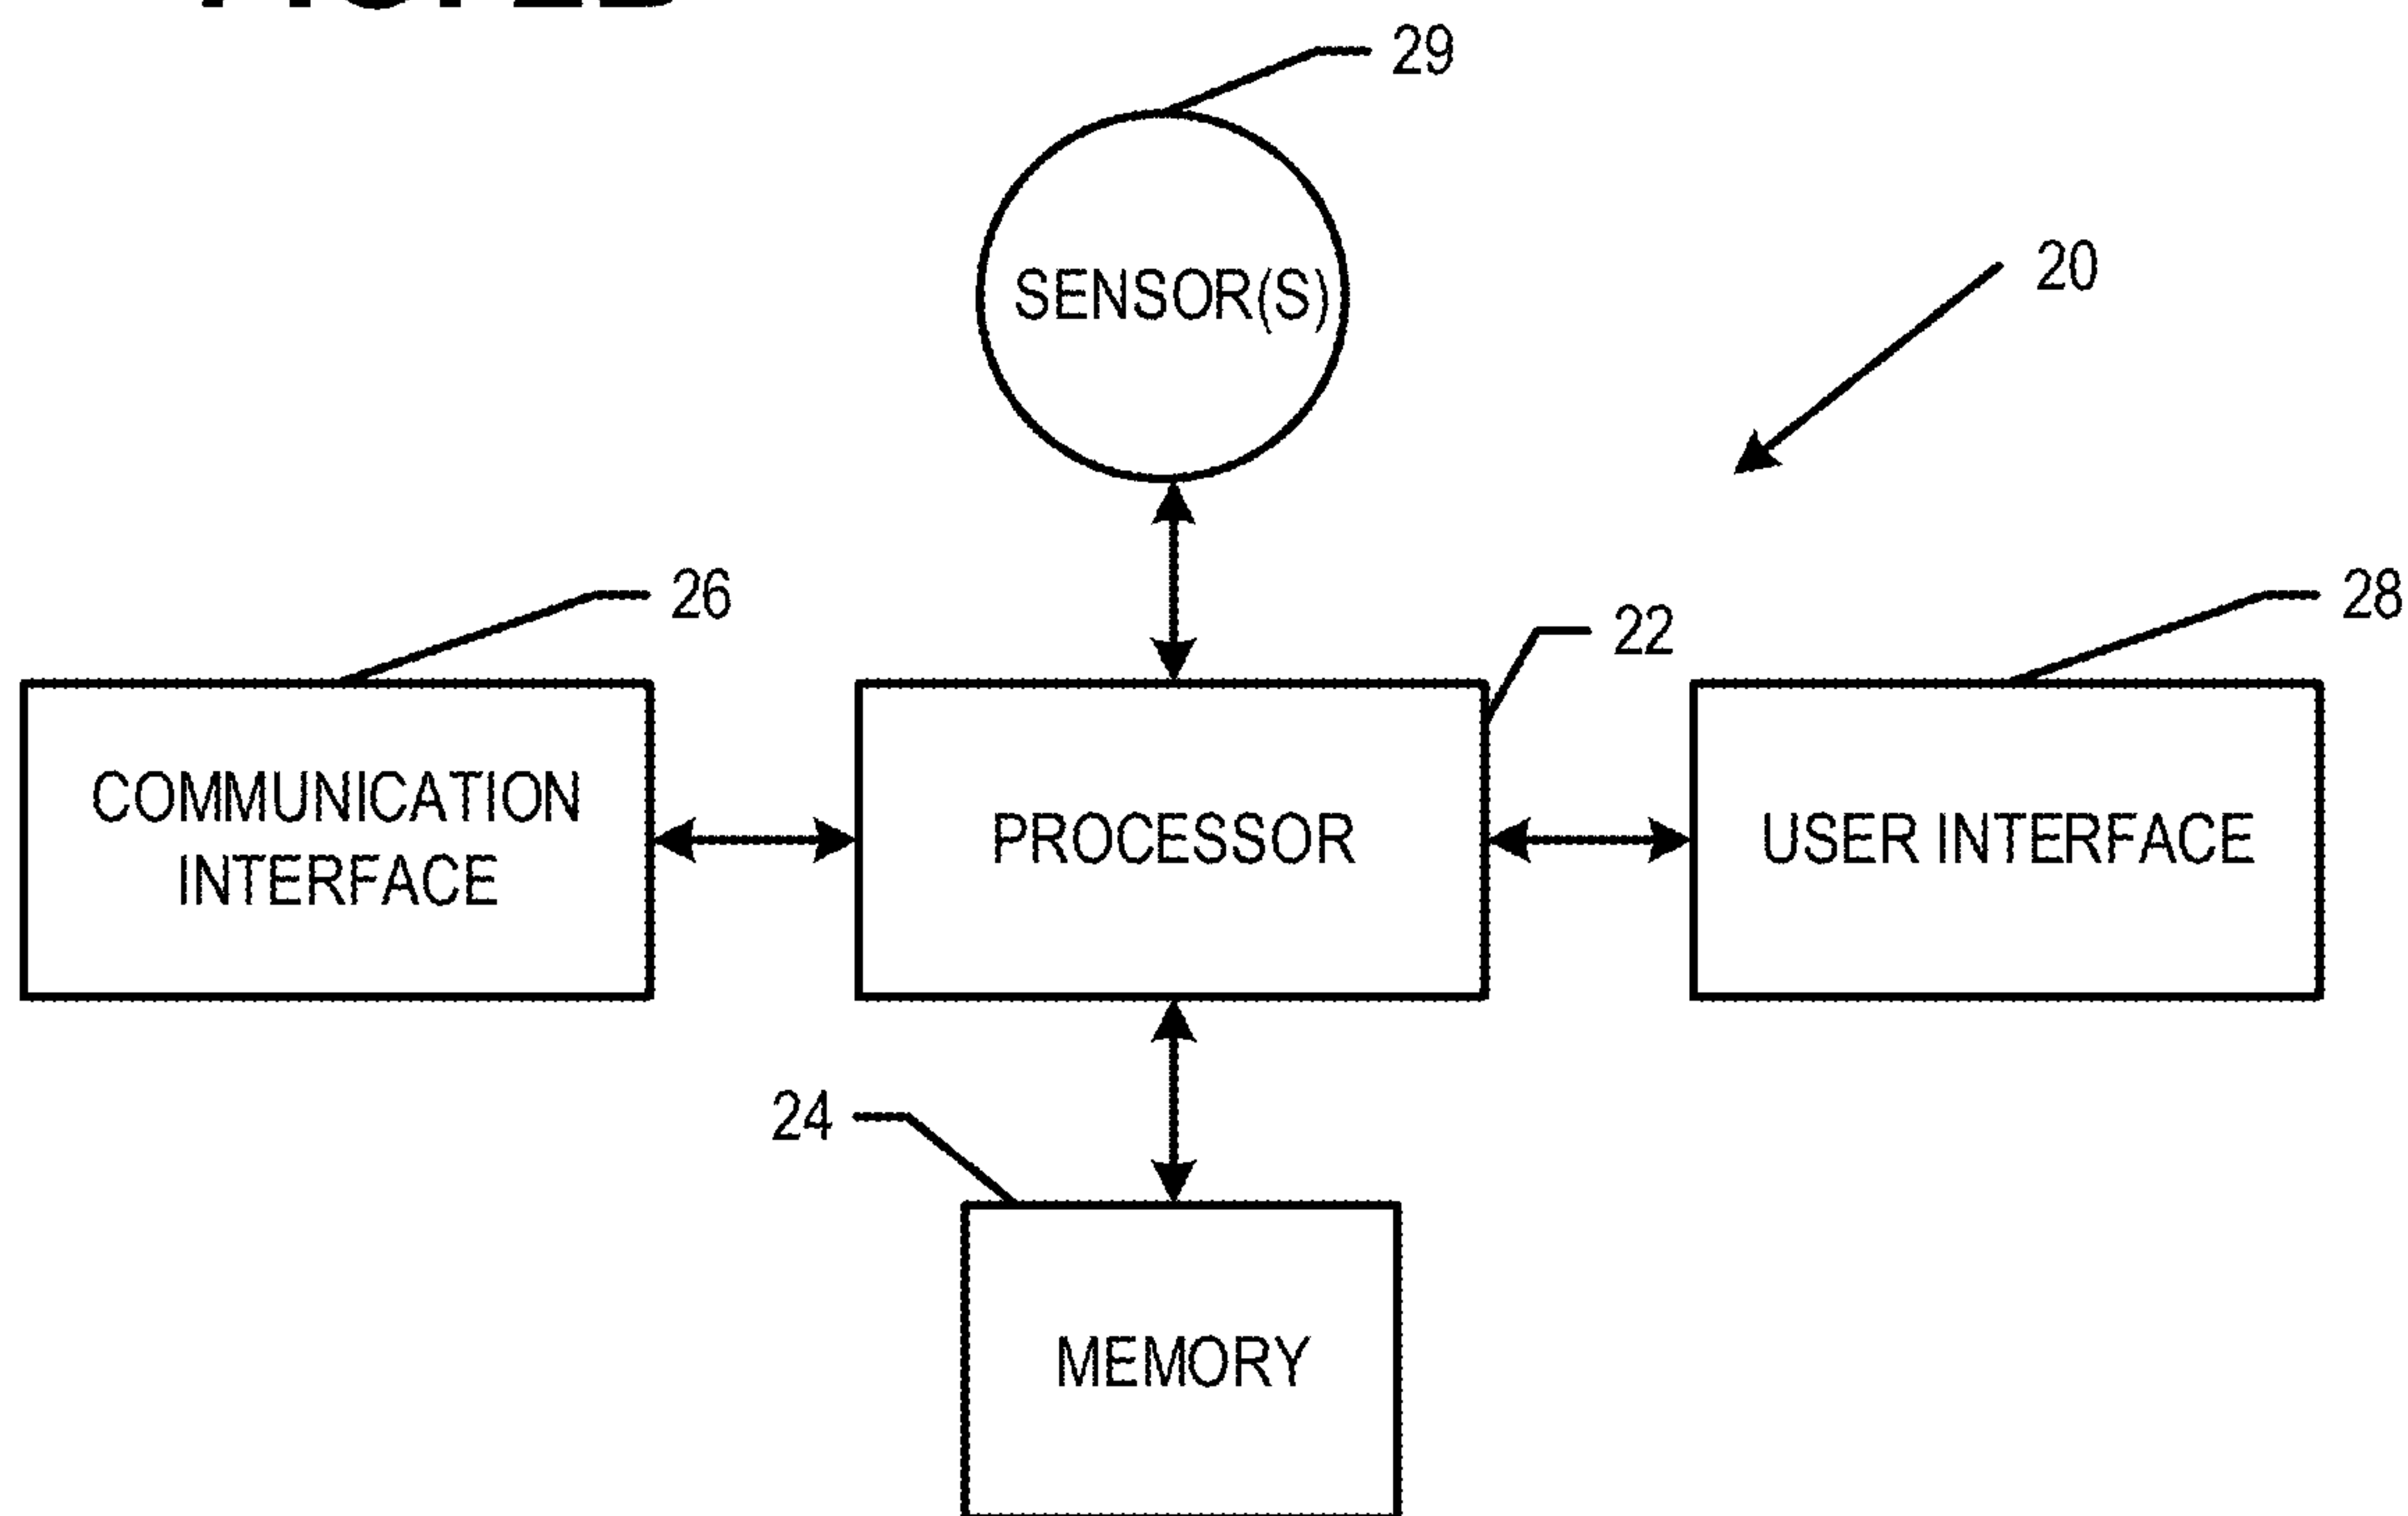 29
SENSOR(S)
20
26
22
28
COMMUNICATION
INTERFACE
PROCESSOR
USER INTERFACE
24
MEMORY